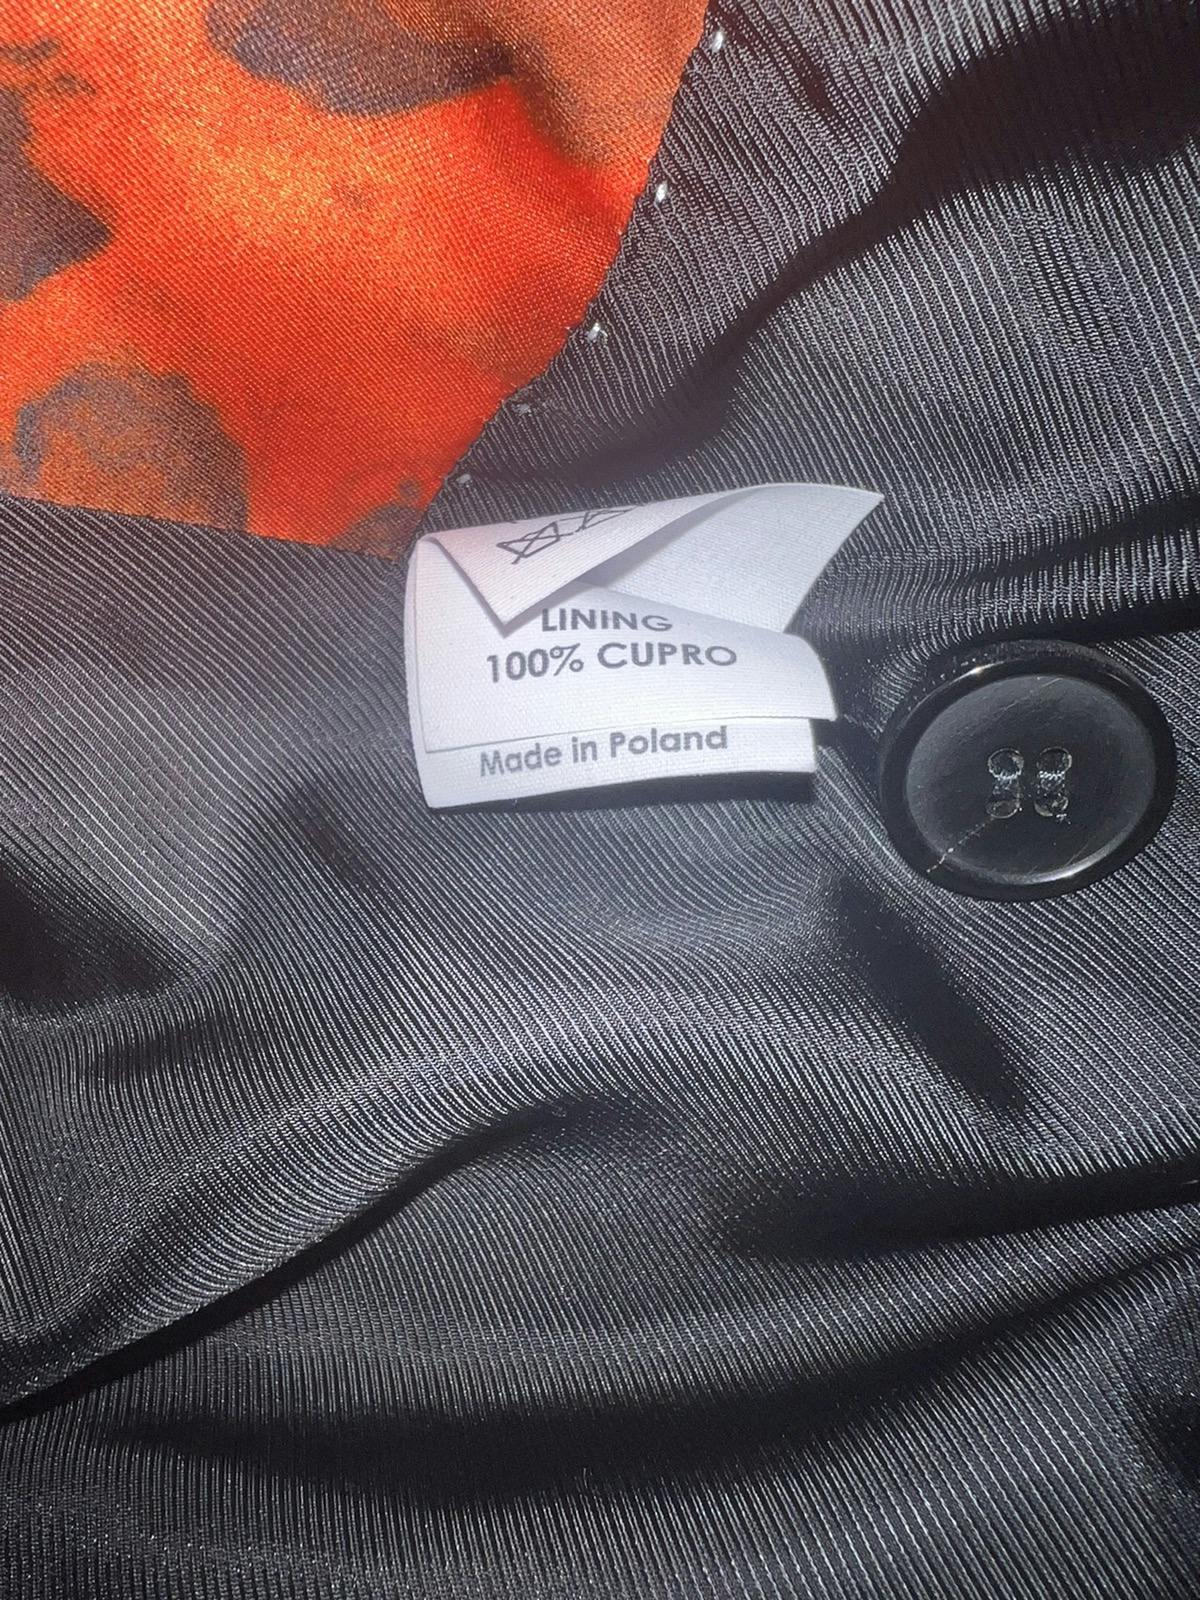 LINING
100% CUPRO
Made in Poland